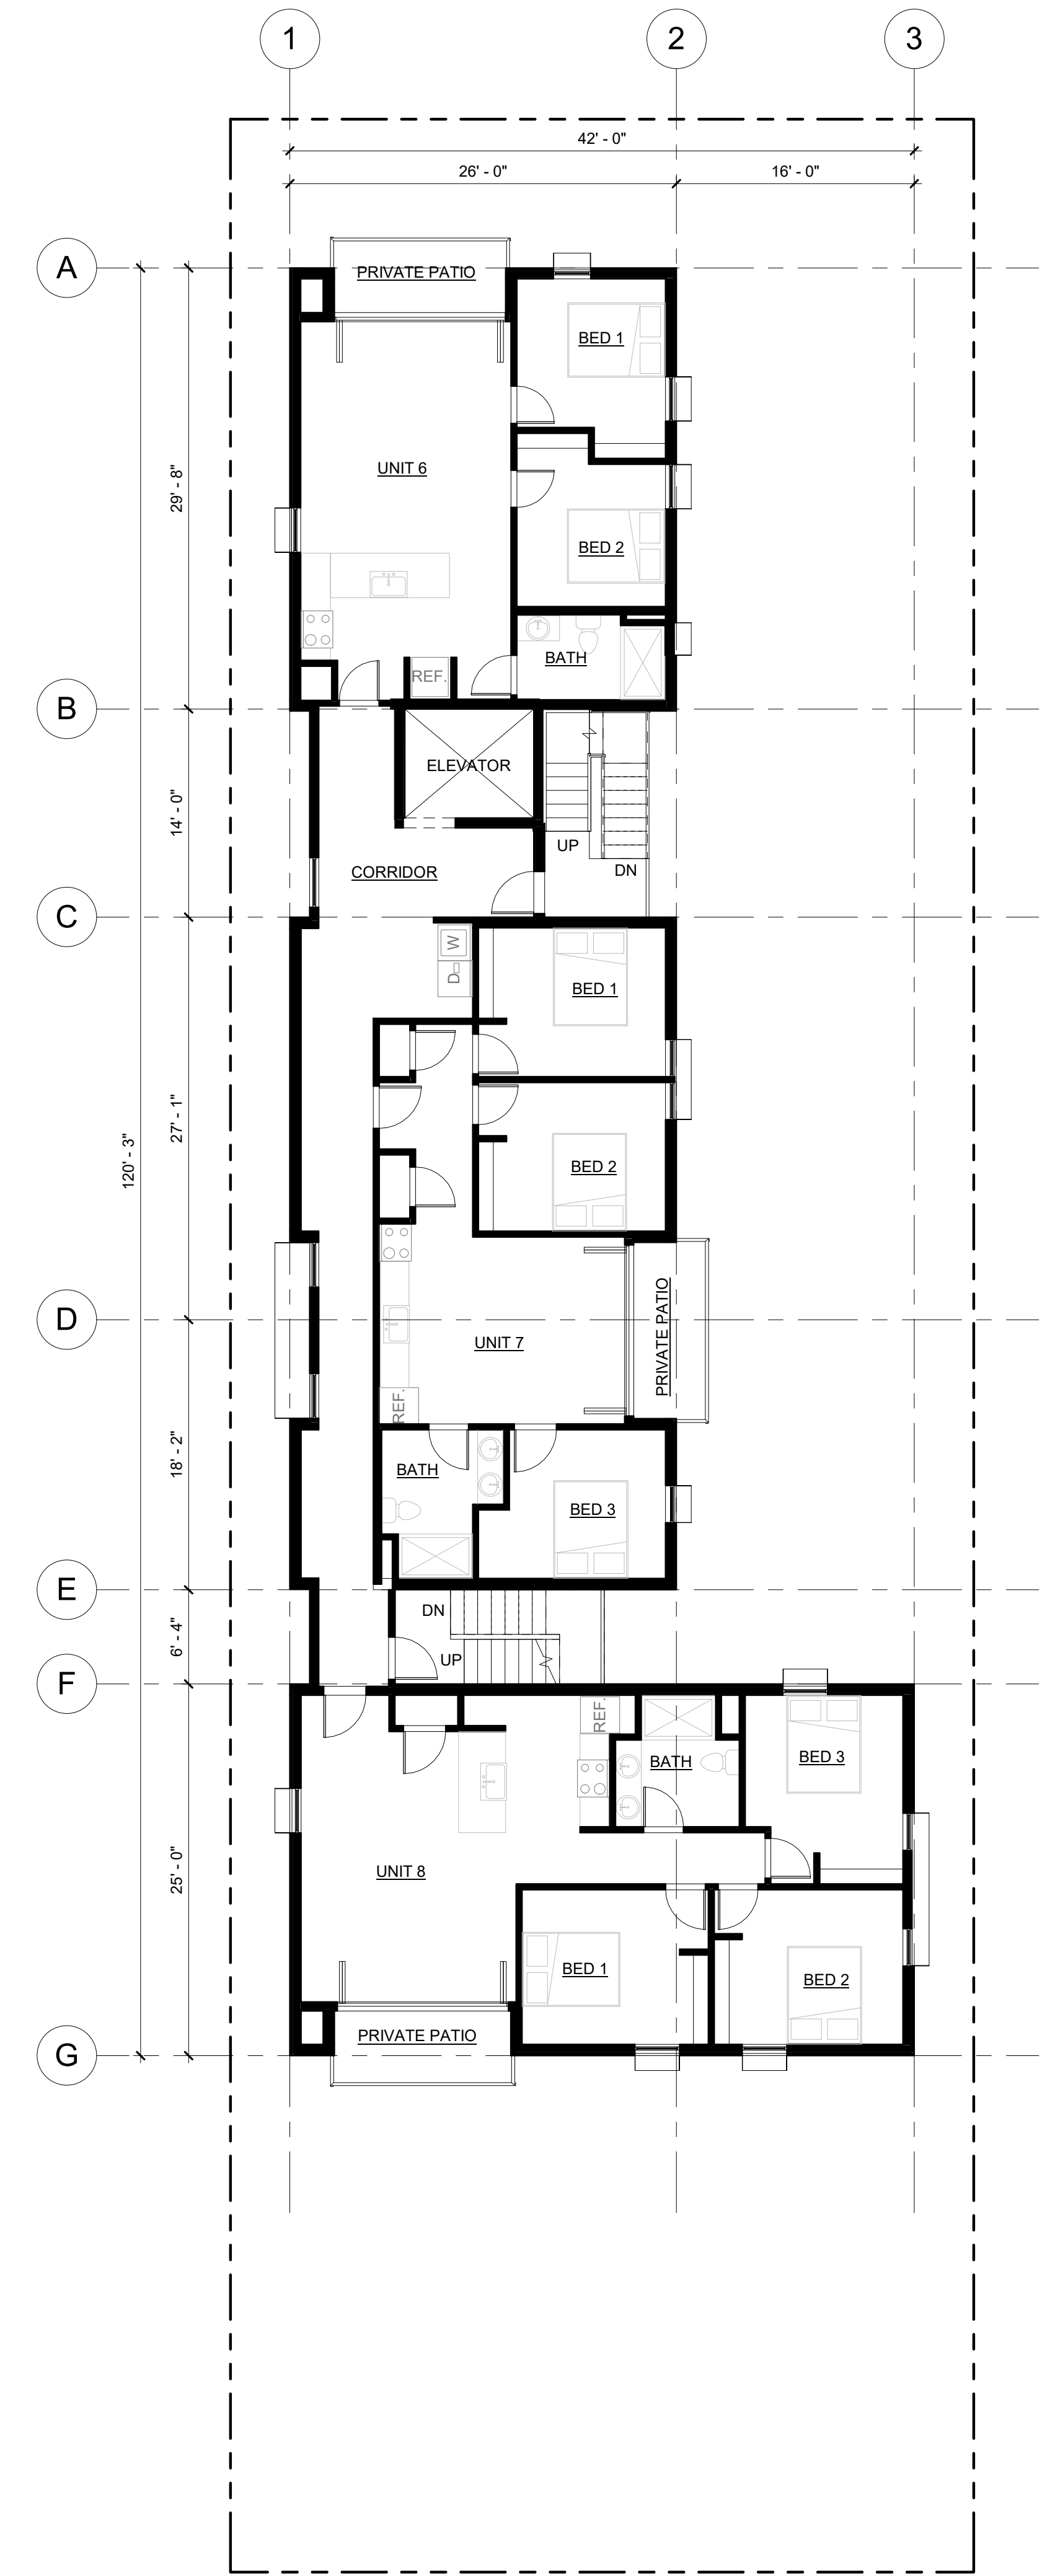 1
2
3
42' - 0"
26' - 0"
16' - 0"
A
PRIVATE PATIO
BED 1
29' - 8"
UNIT 6
BED 2
BATH
REF.
B
ELEVATOR
14' - 0"
UP
DN
CORRIDOR
C
W
D
BED 1
27' - 1"
120' - 3"
BED 2
D
PRIVATE PATIO
UNIT 7
REF.
18' - 2"
BATH
BED 3
E
DN
6' - 4"
UP
F
REF.
BATH
BED 3
25' - 0"
UNIT 8
BED 1
BED 2
PRIVATE PATIO
G